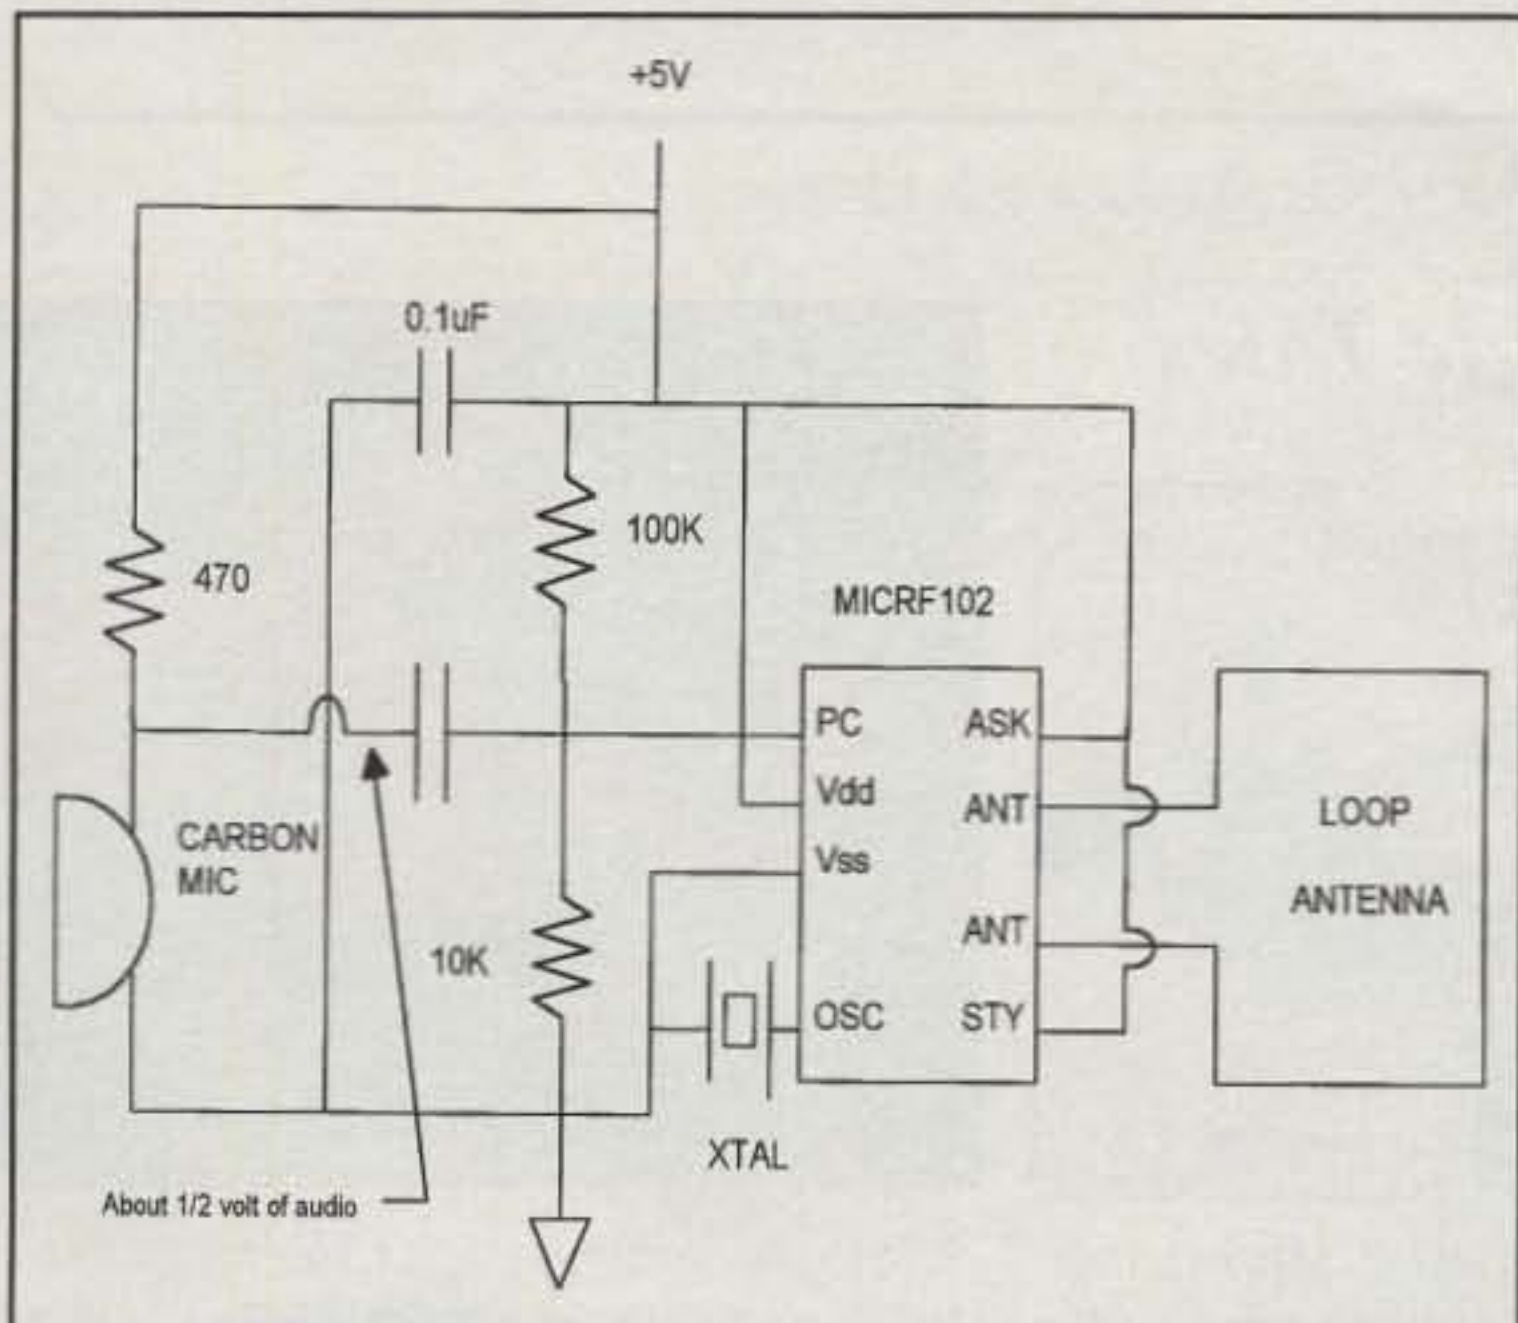 +5V
0.1uF
100K
470
MICRF102
PC
ASK
Vdd
ANT
LOOP
CARBON
MIC
Vss
ANTENNA
ANT
10K
OSC
STY
XTAL
About 1/2 volt of audio